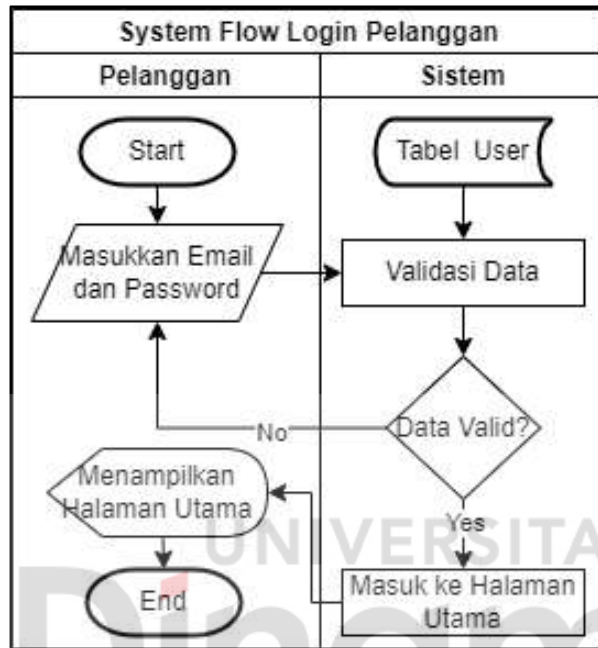 System Flow Login Pelanggan
Pelanggan
Sistem
Start
Tabel User
Masukkan Email
dan Password
Validasi Data
No
Data Valid?
Menampilkan
Halaman Utama
Yes
UNIVERSITA
Masuk ke Halaman
Utama
End